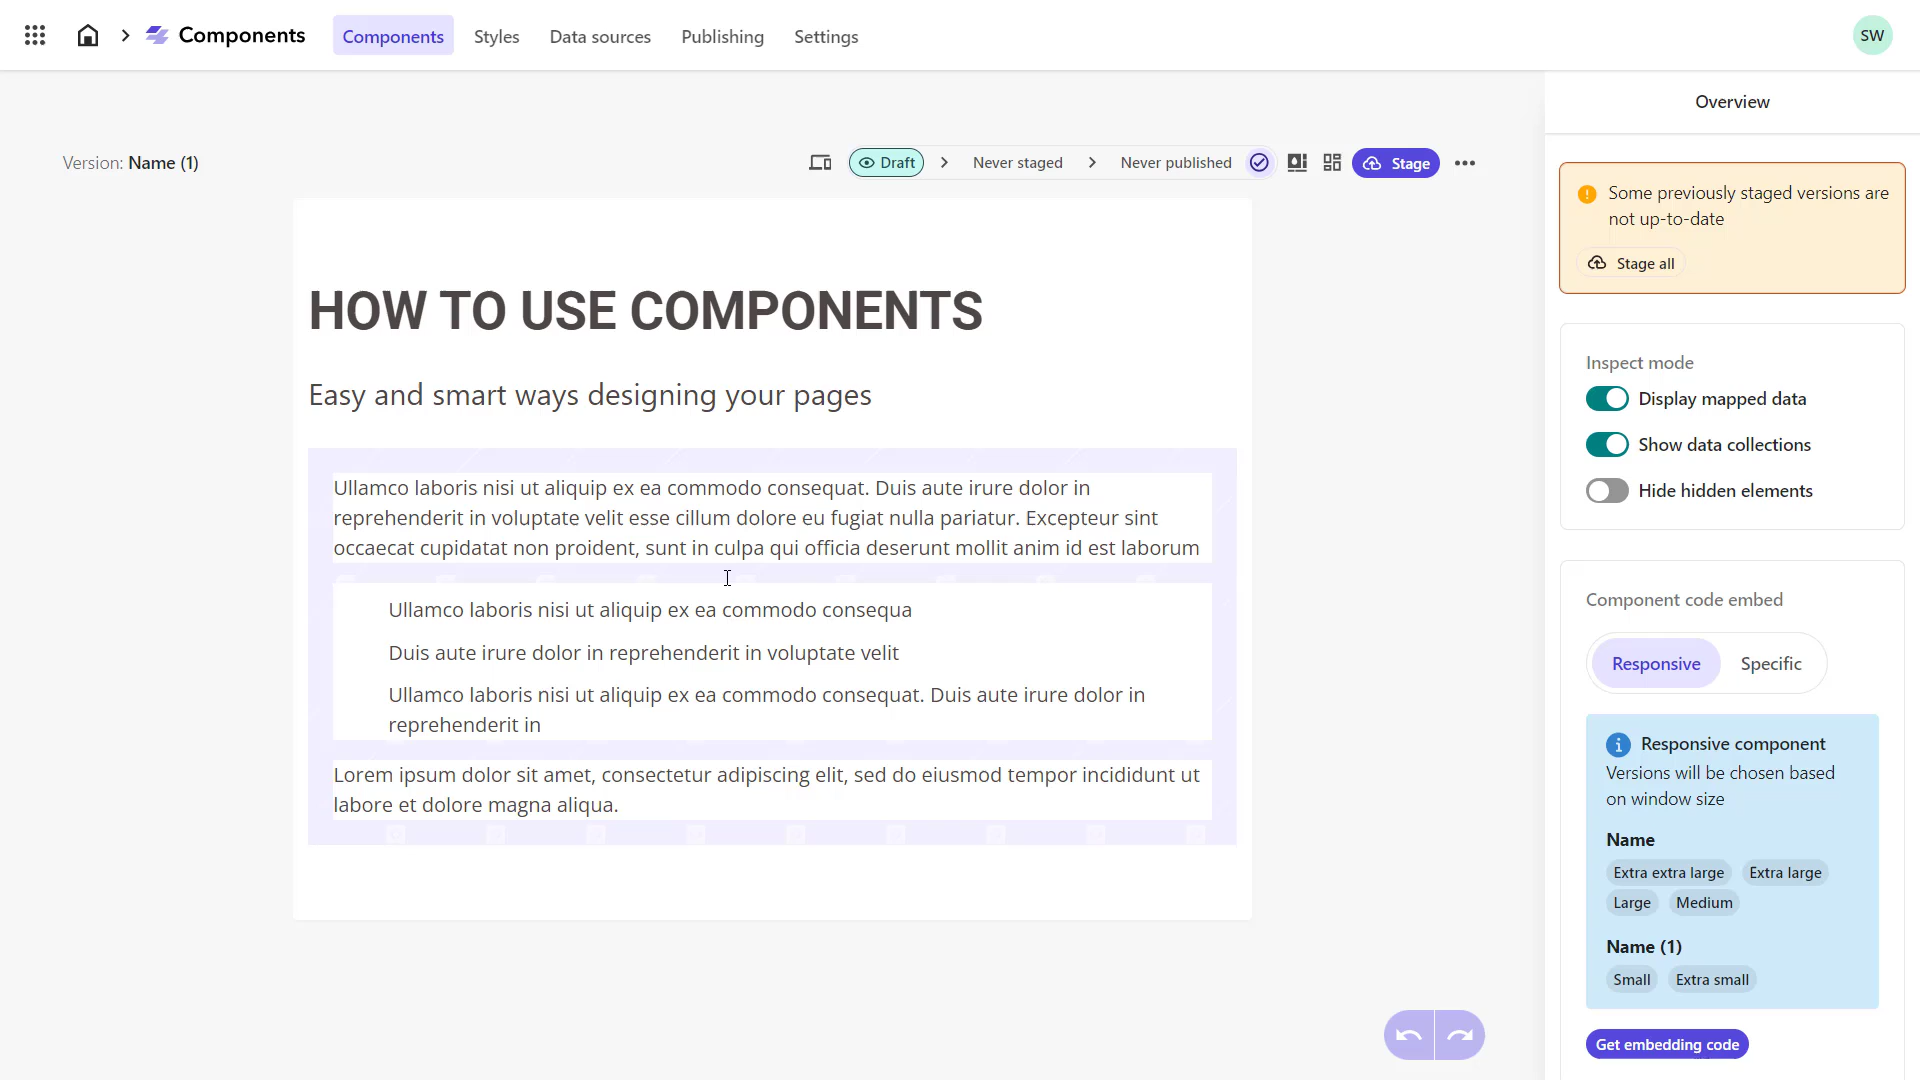 Components
Components
Styles
Data sources
Publishing
Settings
SW
Overview
Version: Name (1)
Draft
Never staged
Never published
Stage
Some previously staged versions are
not up-to-date
Stage all
HOW TO USE COMPONENTS
Easy and smart ways designing your pages
Ullamco laboris nisi ut aliquip ex ea commodo consequat. Duis aute irure dolor in
reprehenderit in voluptate velit esse cillum dolore eu fugiat nulla pariatur. Excepteur sint
occaecat cupidatat non proident, sunt in culpa qui officia deserunt mollit anim id est laborum
Ullamco laboris nisi ut aliquip ex ea commodo consequa
Duis aute irure dolor in reprehenderit in voluptate velit
Ullamco laboris nisi ut aliquip ex ea commodo consequat. Duis aute irure dolor in
reprehenderit in
Lorem ipsum dolor sit amet, consectetur adipiscing elit, sed do eiusmod tempor incididunt ut
labore et dolore magna aliqua.
Inspect mode
Display mapped data
Show data collections
Hide hidden elements
Component code embed
Responsive
Specific
Responsive component
Versions will be chosen based
on window size
Name
Extra extra large
Extra large
Large
Medium
Name (1)
Small
Extra small
Get embedding code